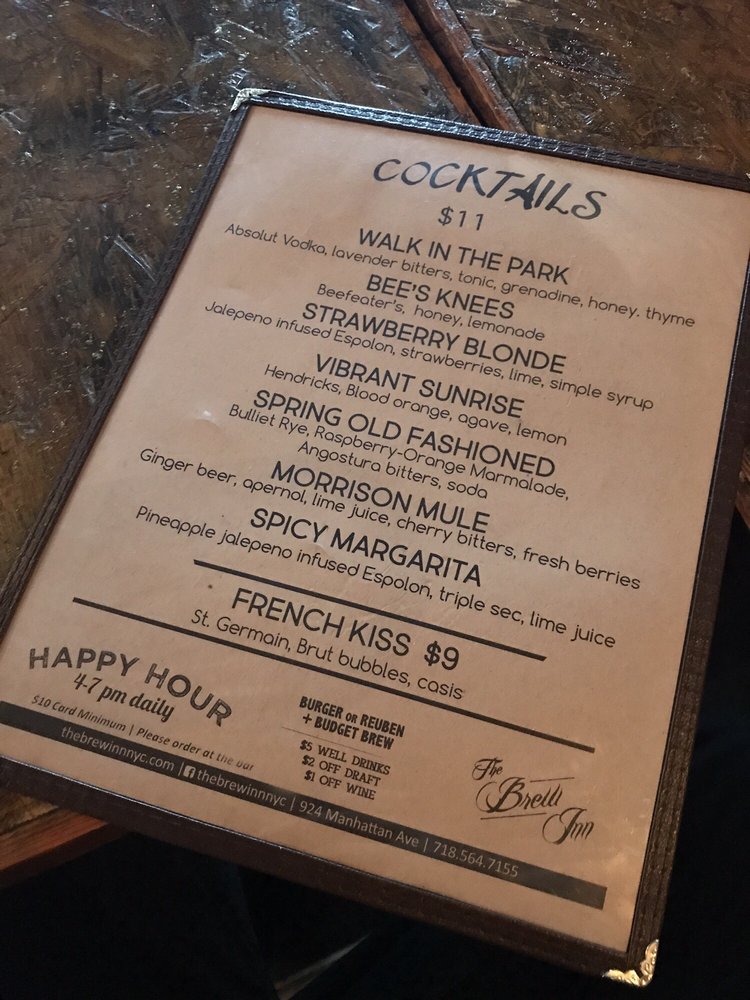 COCKTAILS
$11
WALK IN THE PARK
Absolut Vodka, lavender bitters, tonic, grenadine, honey. thyme
BEE'S KNEES
Beefeater's, honey, lemonade
STRAWBERRY BLONDE
Jalepeno infused Espolon, strawberries, lime, simple syrup
VIBRANT SUNRISE
Hendricks, Blood orange, agave, lemon
SPRING OLD FASHIONED
Bulliet Rye, Raspberry-Orange Marmalade,
Angostura bitters, soda
MORRISON MULE
Ginger beer, apernol, lime juice, cherry bitters, fresh berries
SPICY MARGARITA
Pineapple jalepeno infused Espolon, triple sec, lime juice
FRENCH KISS $9
St. Germain, Brut bubbles, casis
HAPPY HOUR
4-7 pm daily
$10 Card Minimum | Please order at the bar
BURGER OR REUBEN
+ BUDGET BREW
$5 WELL DRINKS
$2 OFF DRAFT
$1 OFF WINE
The
Brew
Inn
thebrewinnnyc.com | f thebrewinnnyc | 924 Manhattan Ave | 718.564.7155